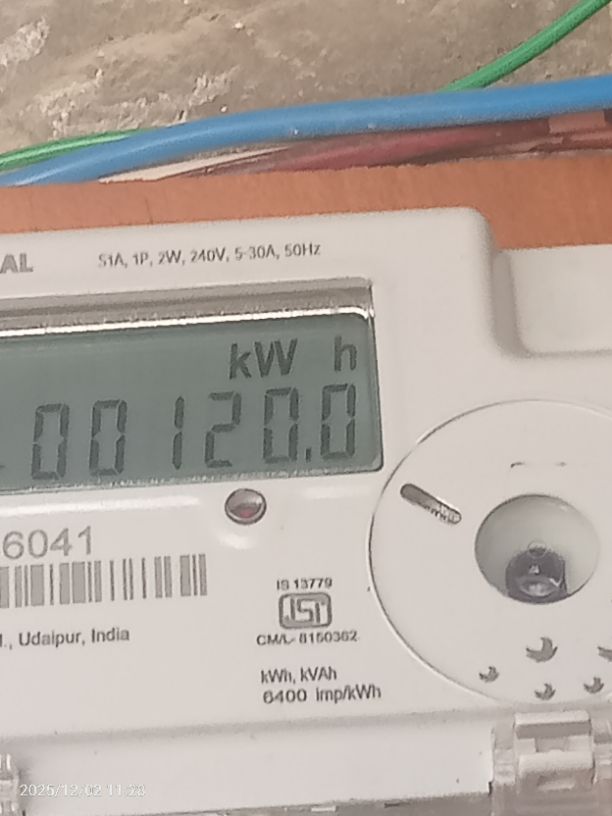 AL
S1A, 1P, 2W, 240V, 5-30A, 50Hz
kW h
00120.0
6041
IS 13779
ISI
CM/L- 8150362
., Udaipur, India
kWh, kVAh
6400 imp/kWh
2025/12/02 11:28